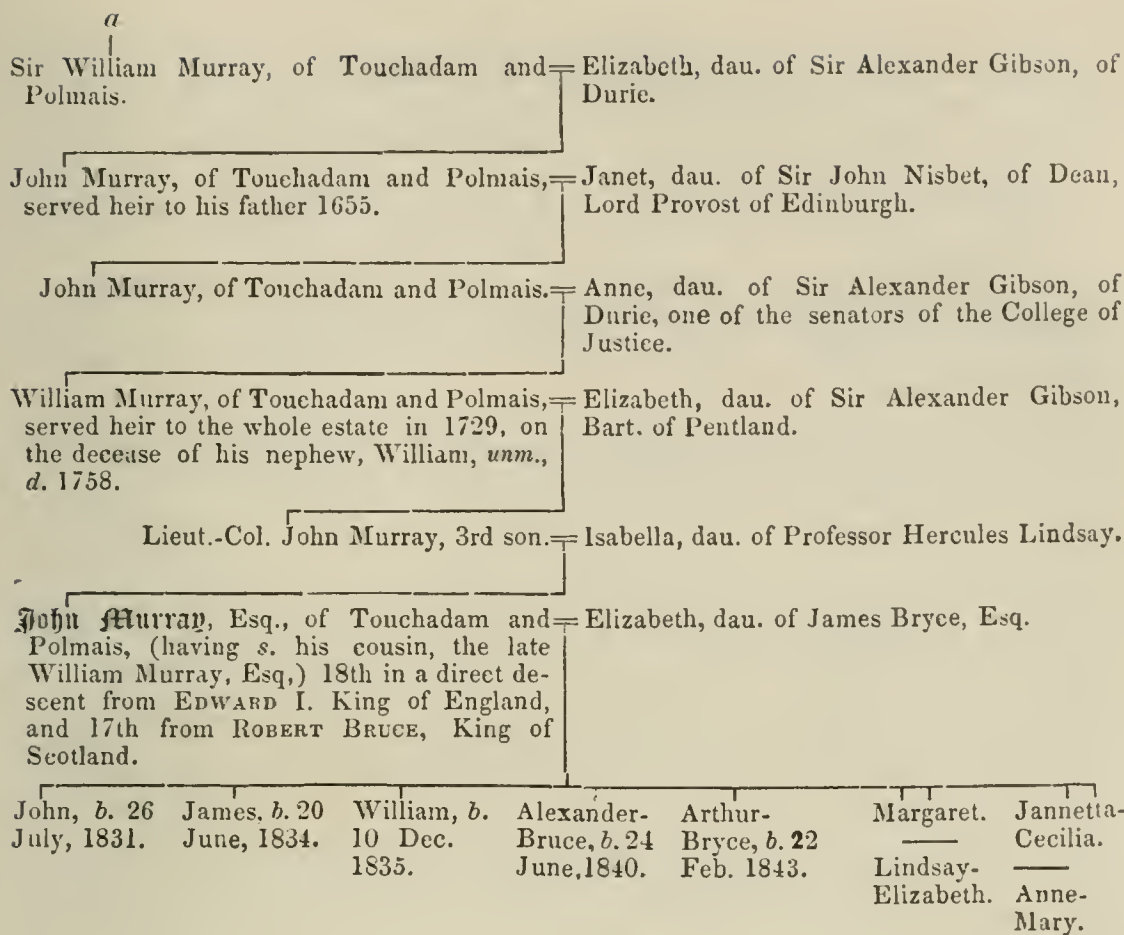 a
Sir William Murray, of Touchadam and = Elizabeth, dau. of Sir Alexander Gibson, of
Polmais. Durie.
John Murray, of Touchadam and Polmais, = Janet, dau. of Sir John Nisbet, of Dean,
served heir to his father 1655. Lord Provost of Edinburgh.
John Murray, of Touchadam and Polmais. = Anne, dau. of Sir Alexander Gibson, of
Durie, one of the senators of the College of
Justice.
William Murray, of Touchadam and Polmais, = Elizabeth, dau. of Sir Alexander Gibson,
served heir to the whole estate in 1729, on Bart. of Pentland.
the decease of his nephew, William, unm.,
d. 1758.
Lieut.-Col. John Murray, 3rd son. = Isabella, dau. of Professor Hercules Lindsay.
John Murray, Esq., of Touchadam and = Elizabeth, dau. of James Bryce, Esq.
Polmais, (having s. his cousin, the late
William Murray, Esq,) 18th in a direct de-
scent from EDWARD I. King of England,
and 17th from ROBERT BRUCE, King of
Scotland.
John, b. 26 James, b. 20 William, b. Alexander- Arthur- Margaret. Jannetta-
July, 1831. June, 1834. 10 Dec. Bruce, b. 24 Bryce, b. 22 —— Cecilia.
1835. June, 1840. Feb. 1843. Lindsay- ——
Elizabeth. Anne-
Mary.